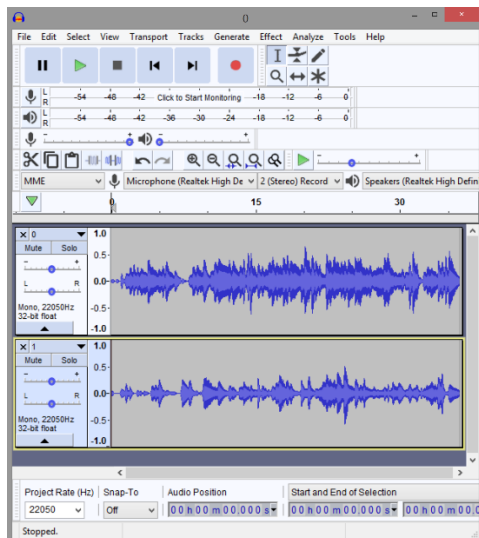 ()
File Edit Select View Transport Tracks Generate Effect Analyze Tools Help
L
R
-54 -48 -42 Click to Start Monitoring -18 -12 -6 0
L
R
-54 -48 -42 -36 -30 -24 -18 -12 -6 0
- +
- +
MME Microphone (Realtek High De 2 (Stereo) Record Speakers (Realtek High Defin
0 15 30
× 0
Mute Solo
- +
L R
Mono, 22050Hz
32-bit float
1.0
0.5-
0.0-
-0.5-
-1.0
× 1
Mute Solo
- +
L R
Mono, 22050Hz
32-bit float
1.0
0.5-
0.0-
-0.5-
-1.0
Project Rate (Hz) Snap-To Audio Position Start and End of Selection
22050 Off 00 h 00 m 00,000 s 00 h 00 m 00,000 s 00 h 00 m 00,0
Stopped.